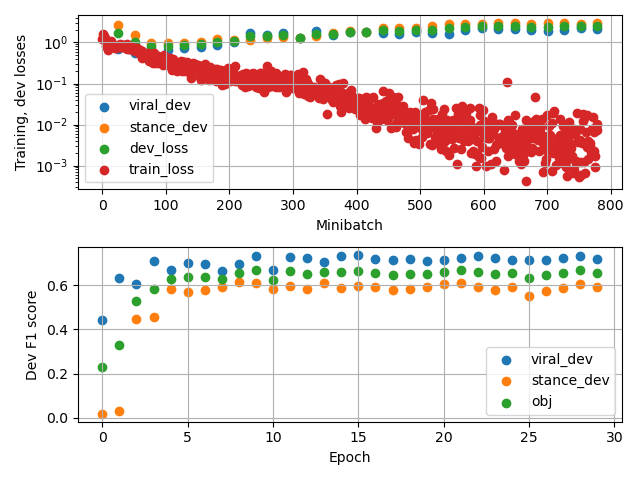 Training, dev losses
10⁰
10⁻¹
10⁻²
10⁻³
viral_dev
stance_dev
dev_loss
train_loss
0 100 200 300 400 500 600 700 800
Minibatch
Dev F1 score
0.6
0.4
0.2
0.0
viral_dev
stance_dev
obj
0 5 10 15 20 25 30
Epoch